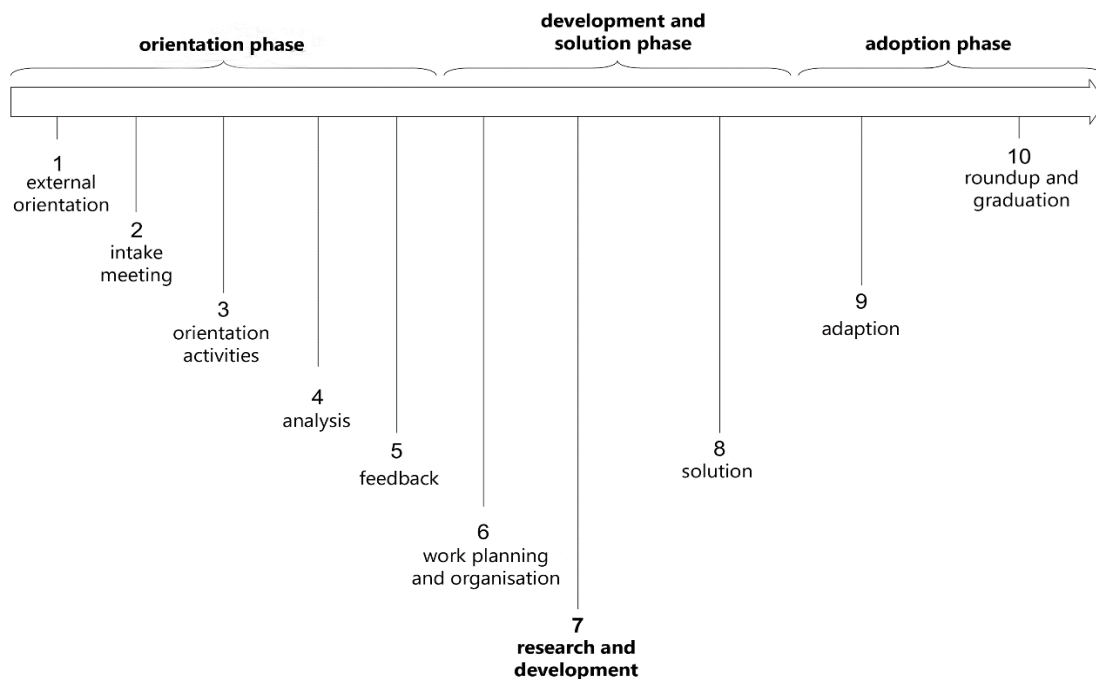 orientation phase
development and
solution phase
adoption phase
1
external
orientation
2
intake
meeting
3
orientation
activities
4
analysis
5
feedback
6
work planning
and organisation
7
research and
development
8
solution
9
adaption
10
roundup and
graduation